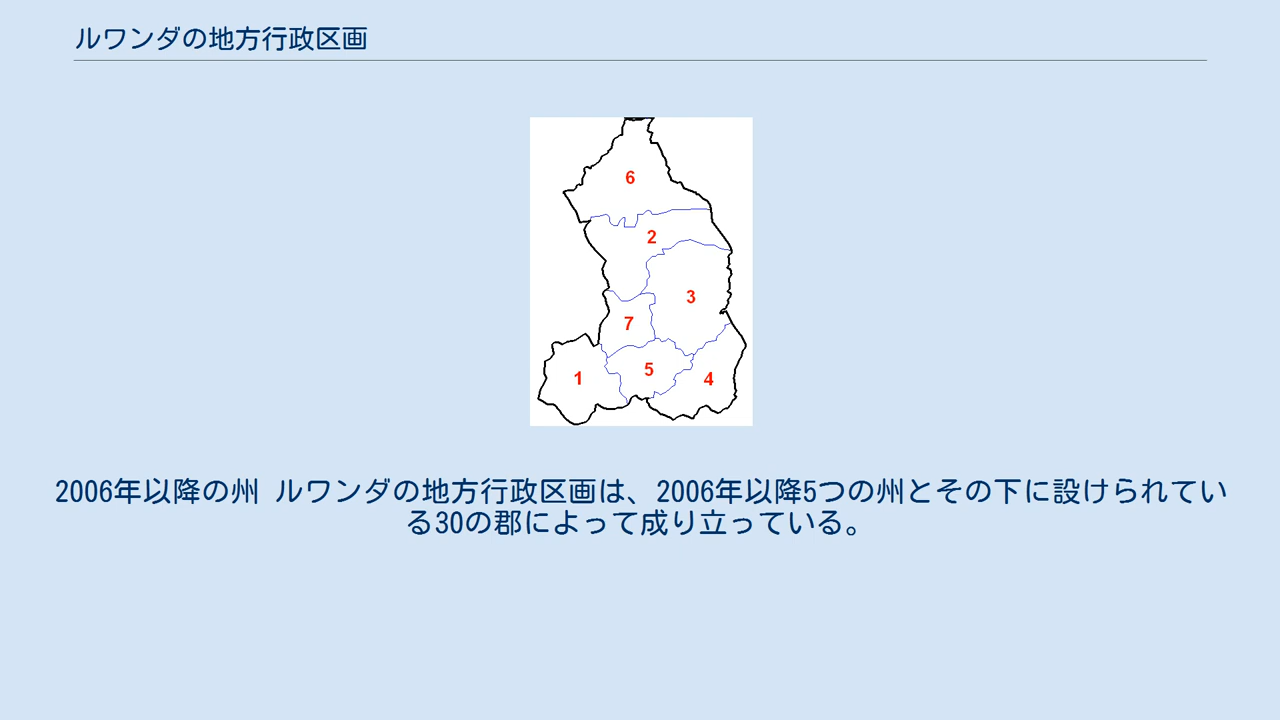 ルワンダの地方行政区画
6
2
3
7
5
1
4
2006年以降の州 ルワンダの地方行政区画は、2006年以降5つの州とその下に設けられてい
る30の郡によって成り立っている。